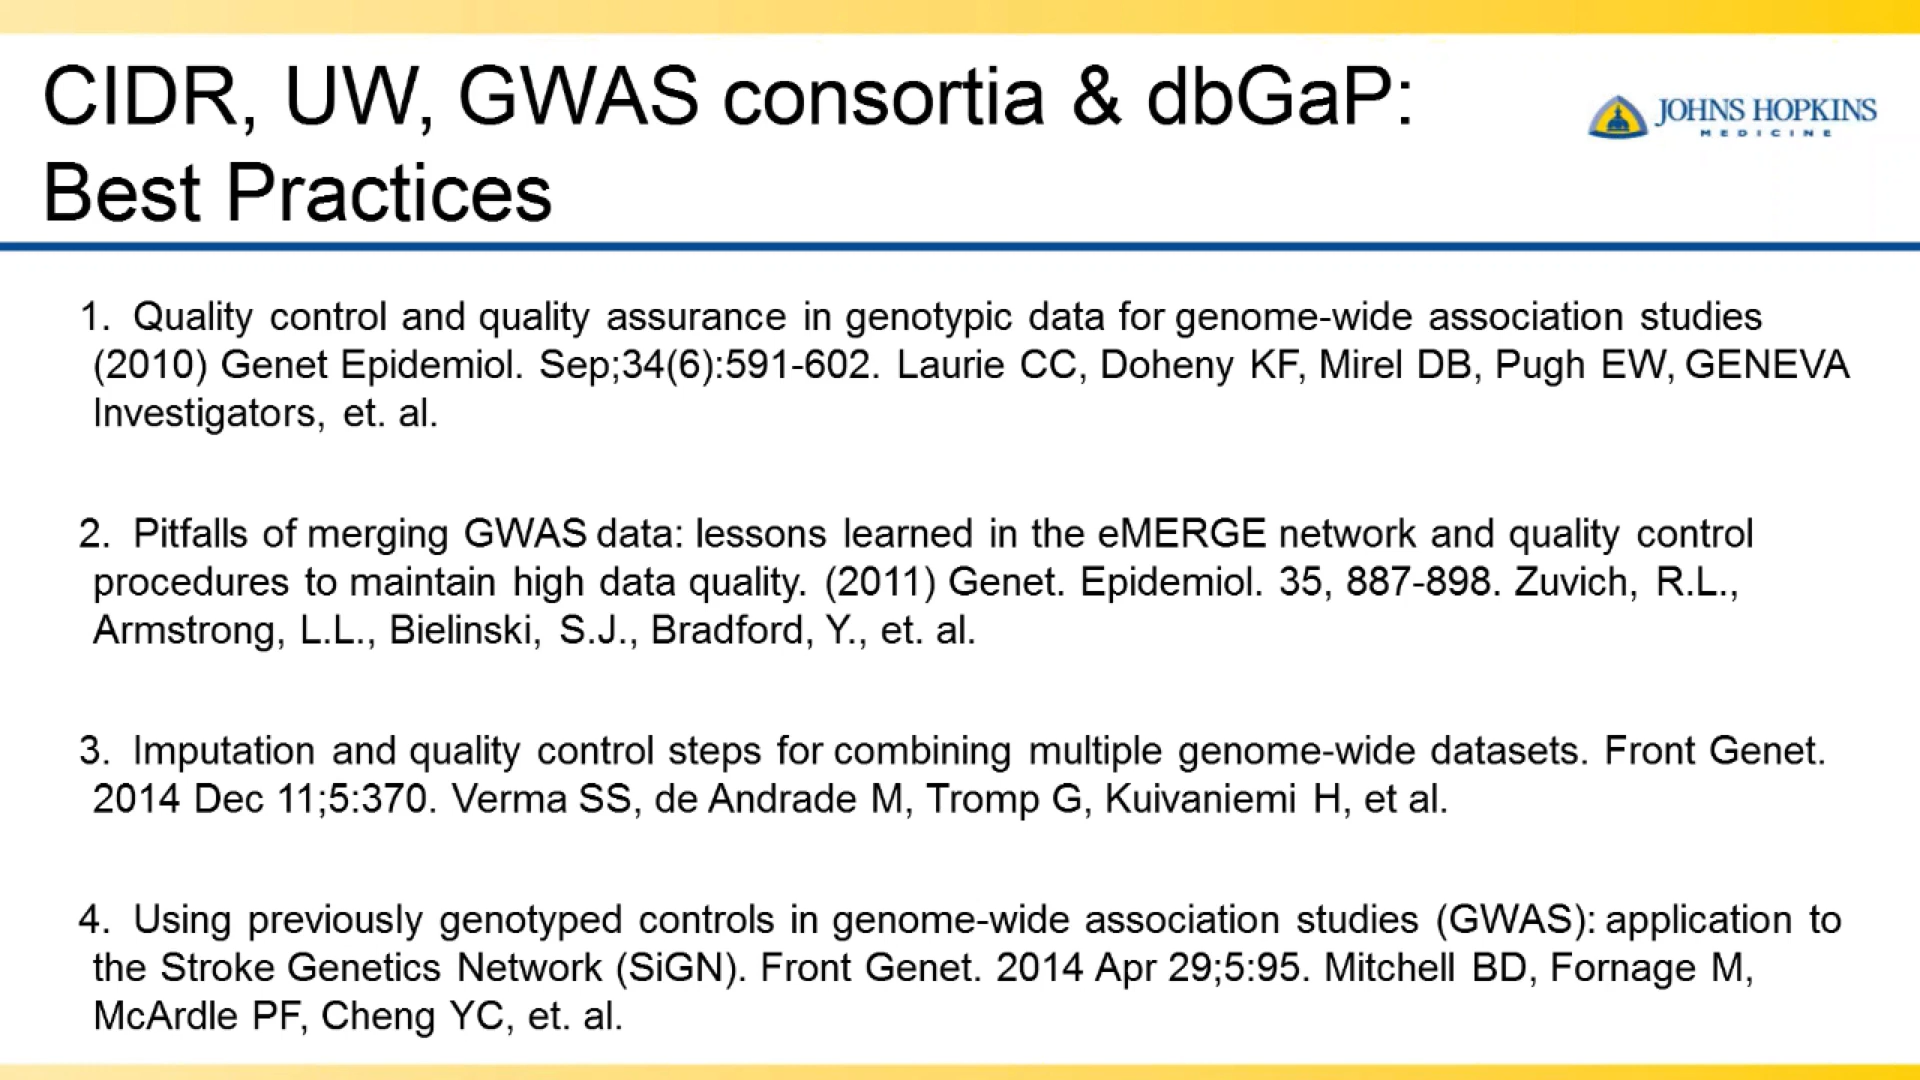 CIDR, UW, GWAS consortia & dbGaP:
Best Practices
JOHNS HOPKINS
MEDICINE
1. Quality control and quality assurance in genotypic data for genome-wide association studies
(2010) Genet Epidemiol. Sep;34(6):591-602. Laurie CC, Doheny KF, Mirel DB, Pugh EW, GENEVA
Investigators, et. al.
2. Pitfalls of merging GWAS data: lessons learned in the eMERGE network and quality control
procedures to maintain high data quality. (2011) Genet. Epidemiol. 35, 887-898. Zuvich, R.L.,
Armstrong, L.L., Bielinski, S.J., Bradford, Y., et. al.
3. Imputation and quality control steps for combining multiple genome-wide datasets. Front Genet.
2014 Dec 11;5:370. Verma SS, de Andrade M, Tromp G, Kuivaniemi H, et al.
4. Using previously genotyped controls in genome-wide association studies (GWAS): application to
the Stroke Genetics Network (SiGN). Front Genet. 2014 Apr 29;5:95. Mitchell BD, Fornage M,
McArdle PF, Cheng YC, et. al.